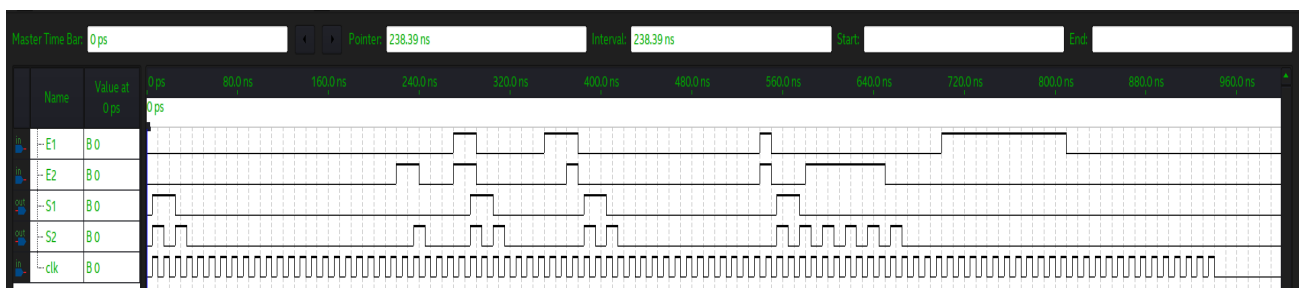 Master Time Bar: 0 ps Pointer: 238.39 ns Interval: 238.39 ns Start: End:
Name Value at 0 ps 0 ps 80.0 ns 160.0 ns 240.0 ns 320.0 ns 400.0 ns 480.0 ns 560.0 ns 640.0 ns 720.0 ns 800.0 ns 880.0 ns 960.0 ns
0 ps
in E1 B 0
in E2 B 0
out S1 B 0
out S2 B 0
in clk B 0